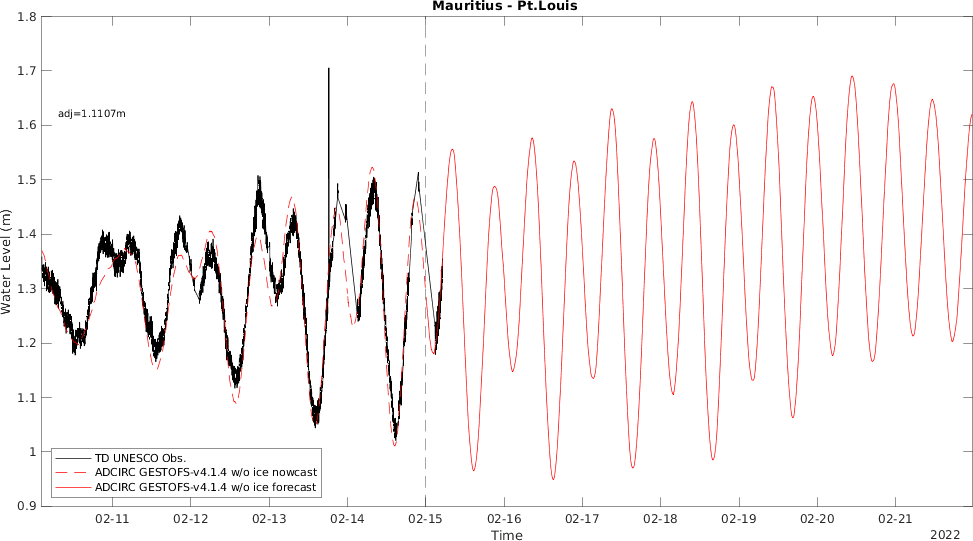 Mauritius - Pt.Louis
1.8
1.7
adj=1.1107m
1.6
1.5
1.4
1.3
1.2
1.1
1
0.9
Water Level (m)
TD UNESCO Obs.
ADCIRC GESTOFS-v4.1.4 w/o ice nowcast
ADCIRC GESTOFS-v4.1.4 w/o ice forecast
02-11 02-12 02-13 02-14 02-15 02-16 02-17 02-18 02-19 02-20 02-21
Time
2022